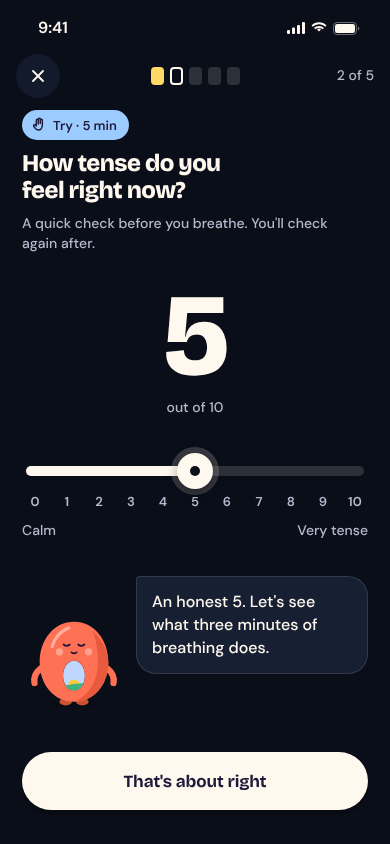 9:41
2 of 5
Try · 5 min
How tense do you
feel right now?
A quick check before you breathe. You'll check
again after.
5
out of 10
0 1 2 3 4 5 6 7 8 9 10
Calm Very tense
An honest 5. Let's see
what three minutes of
breathing does.
That's about right